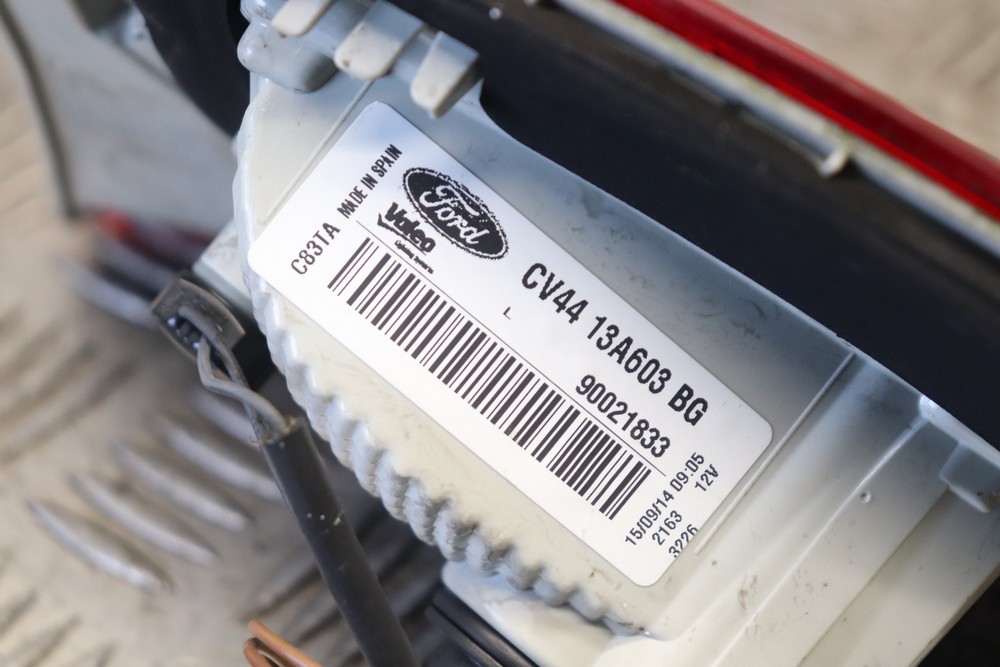 C83TA MADE IN SPAIN
Ford
Valeo
L
CV44 13A603 BG
90021833
15/09/14 09:05
2163 12V
3226